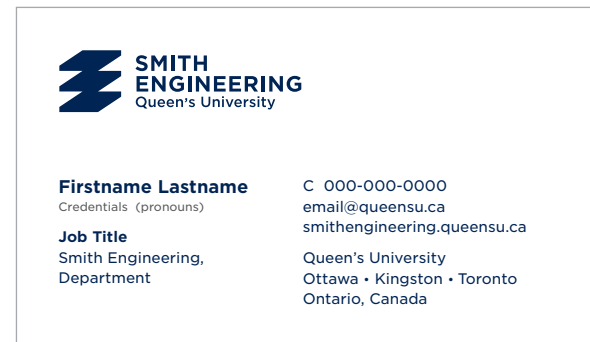 SMITH
ENGINEERING
Queen's University
Firstname Lastname
Credentials (pronouns)
Job Title
Smith Engineering,
Department
C 000-000-0000
email@queensu.ca
smithengineering.queensu.ca
Queen's University
Ottawa • Kingston • Toronto
Ontario, Canada